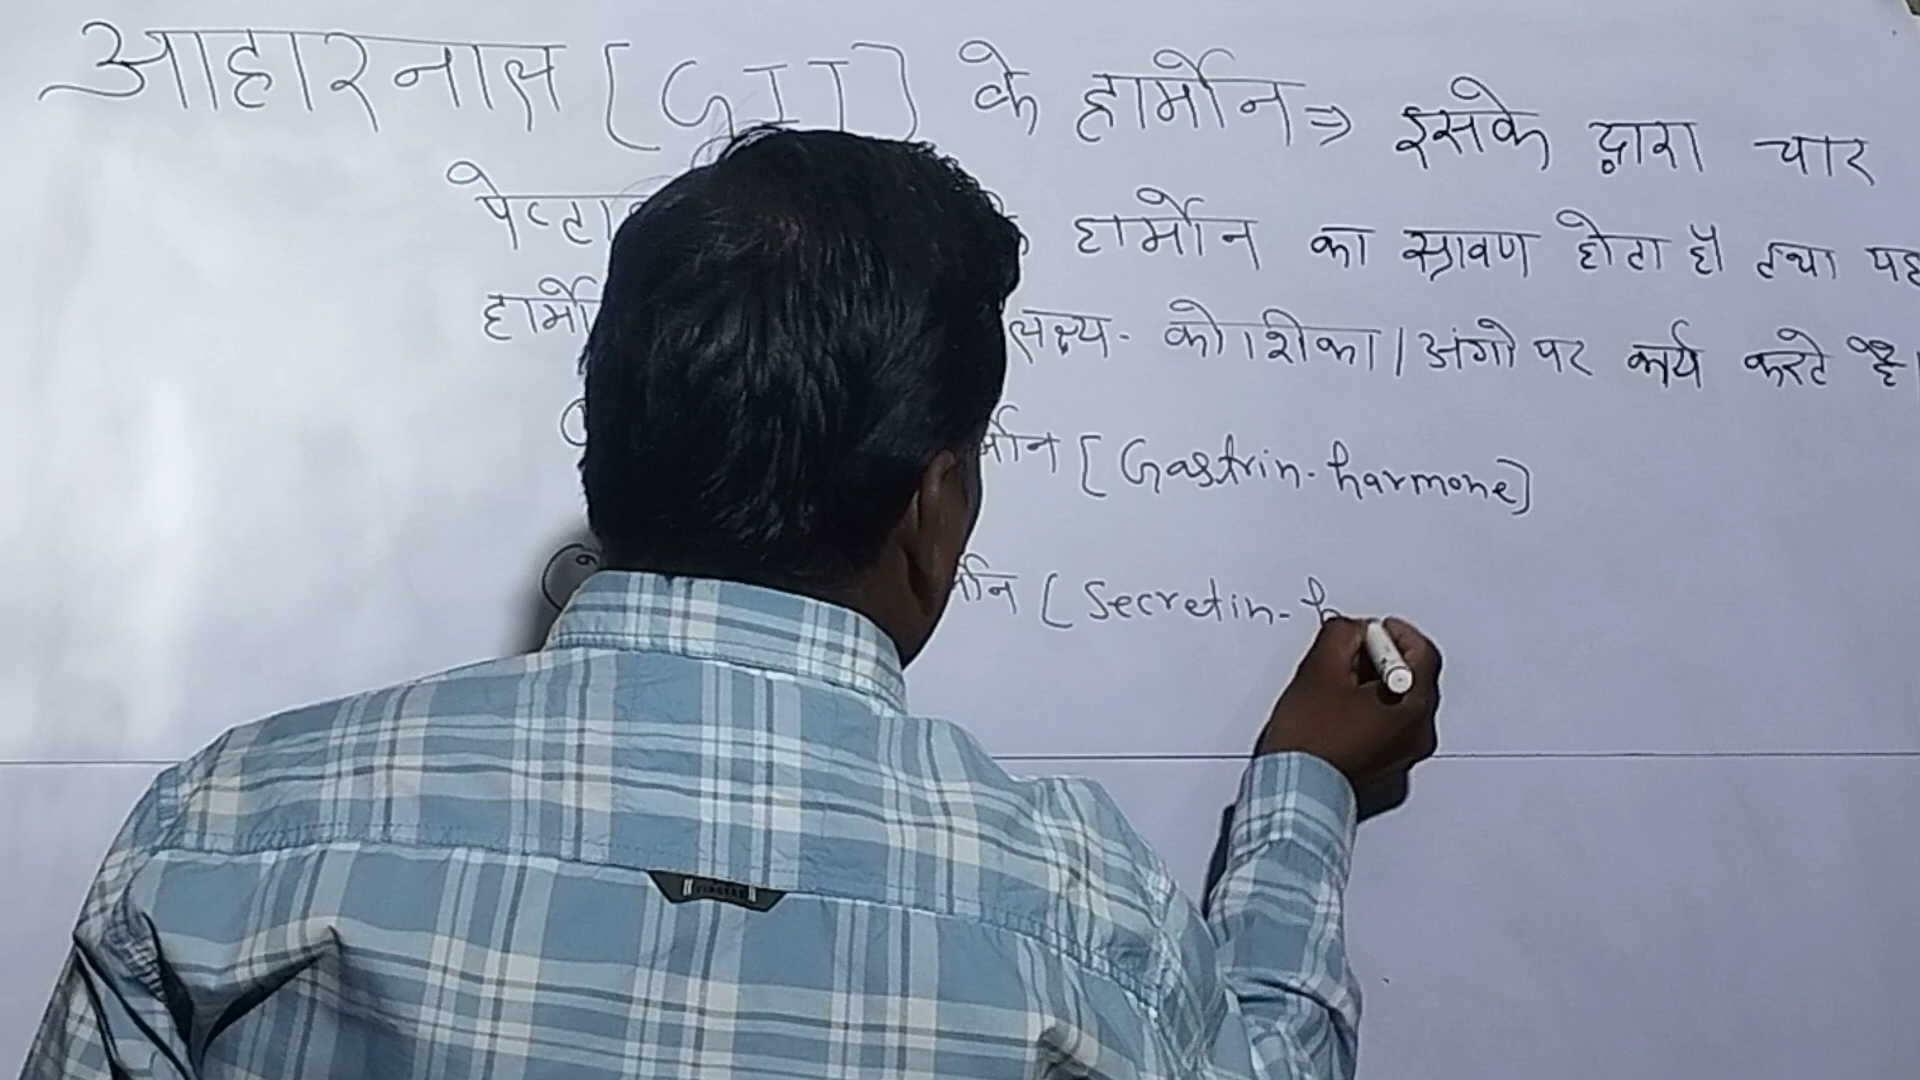 आहारनाल [GIT] के हार्मोन ⇒ इसके द्वारा चार
हार्मोन का स्रावण होता है तथा यह
लक्ष्य- कोशिका/अंगो पर कार्य करते है।
[Gastrin-harmone]
[Secretin-h